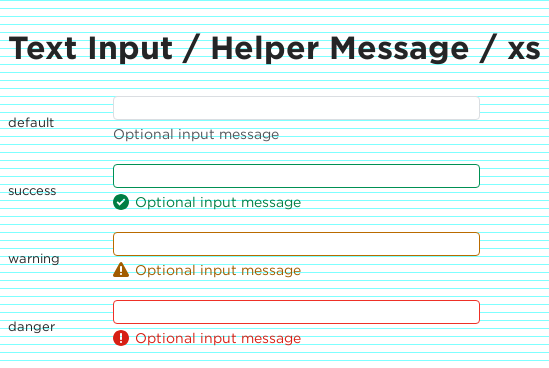 Text Input / Helper Message / xs
default
Optional input message
success
Optional input message
warning
Optional input message
danger
Optional input message